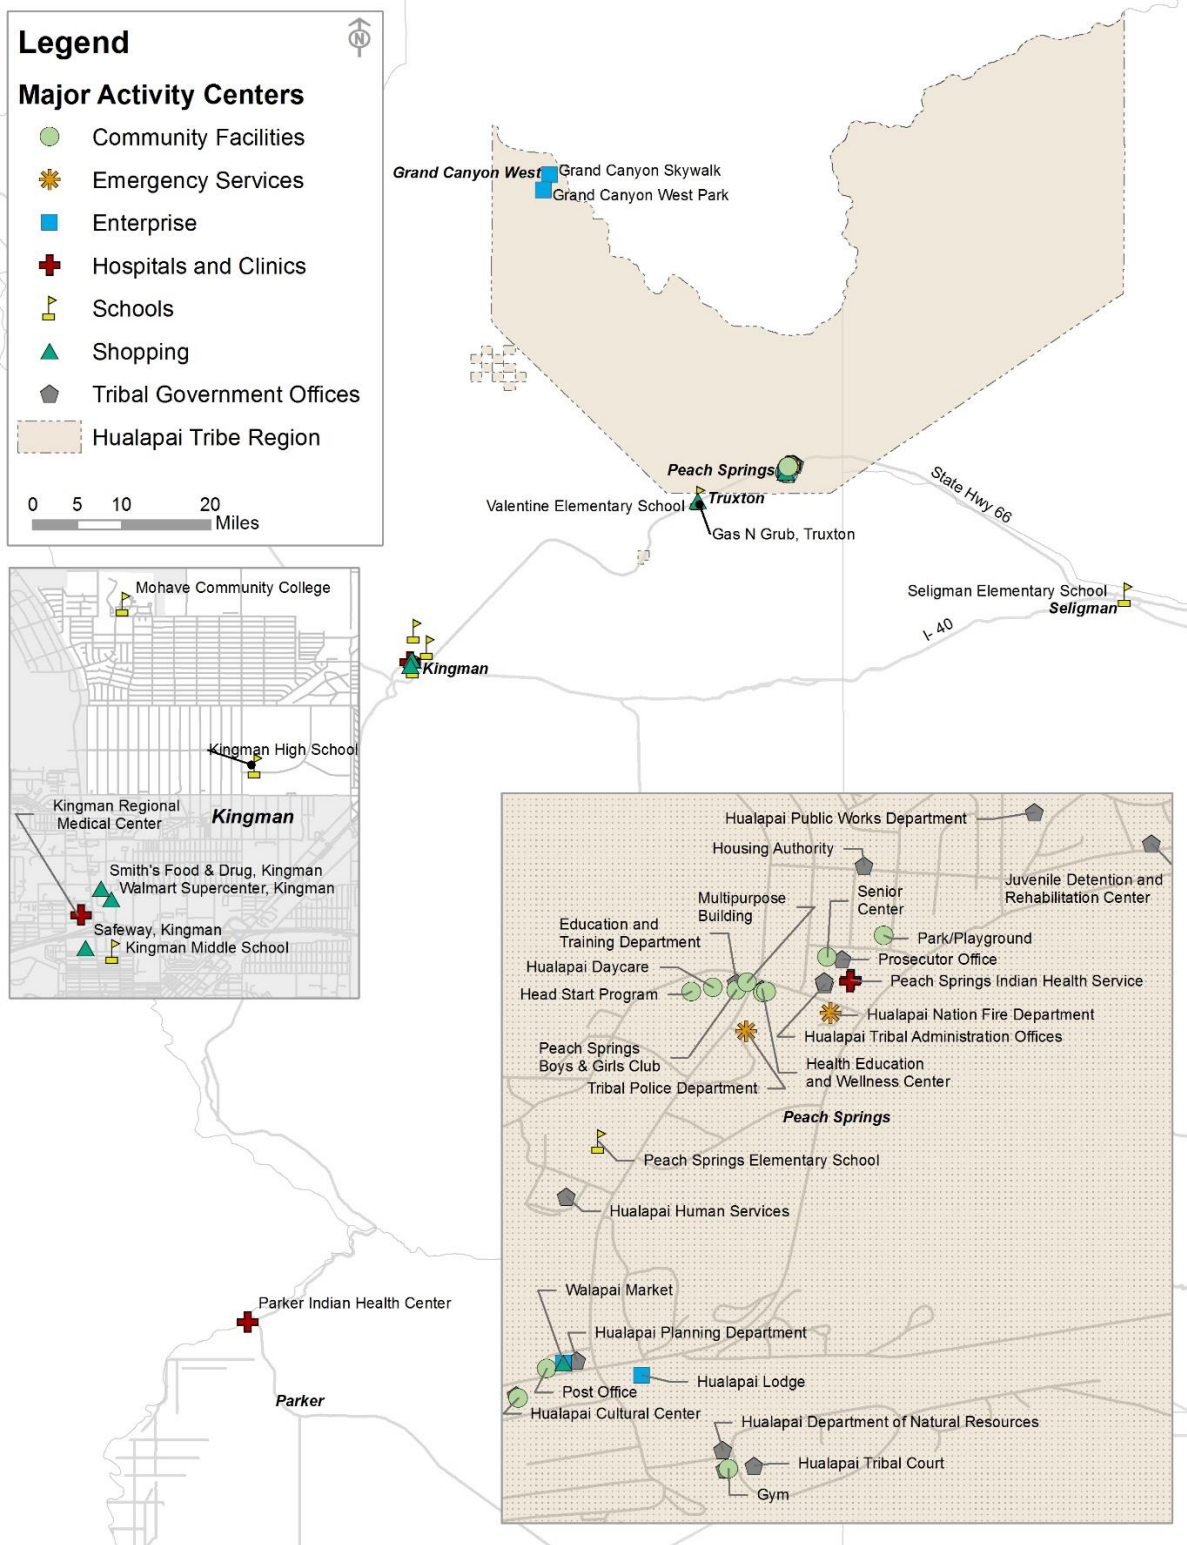 Legend
N
Major Activity Centers
Community Facilities
Emergency Services
Enterprise
Hospitals and Clinics
Schools
Shopping
Tribal Government Offices
Hualapai Tribe Region
0 5 10 20
Miles
Grand Canyon West
Grand Canyon Skywalk
Grand Canyon West Park
Peach Springs
Truxton
Valentine Elementary School
Gas N Grub, Truxton
State Hwy 66
Seligman Elementary School
Seligman
I- 40
Kingman
Mohave Community College
Kingman High School
Kingman
Kingman Regional
Medical Center
Smith's Food & Drug, Kingman
Walmart Supercenter, Kingman
Safeway, Kingman
Kingman Middle School
Hualapai Public Works Department
Housing Authority
Juvenile Detention and
Rehabilitation Center
Multipurpose
Building
Senior
Center
Education and
Training Department
Park/Playground
Prosecutor Office
Hualapai Daycare
Peach Springs Indian Health Service
Head Start Program
Hualapai Nation Fire Department
Hualapai Tribal Administration Offices
Peach Springs
Boys & Girls Club
Health Education
and Wellness Center
Tribal Police Department
Peach Springs
Peach Springs Elementary School
Hualapai Human Services
Walapai Market
Hualapai Planning Department
Hualapai Lodge
Post Office
Hualapai Cultural Center
Hualapai Department of Natural Resources
Hualapai Tribal Court
Gym
Parker Indian Health Center
Parker